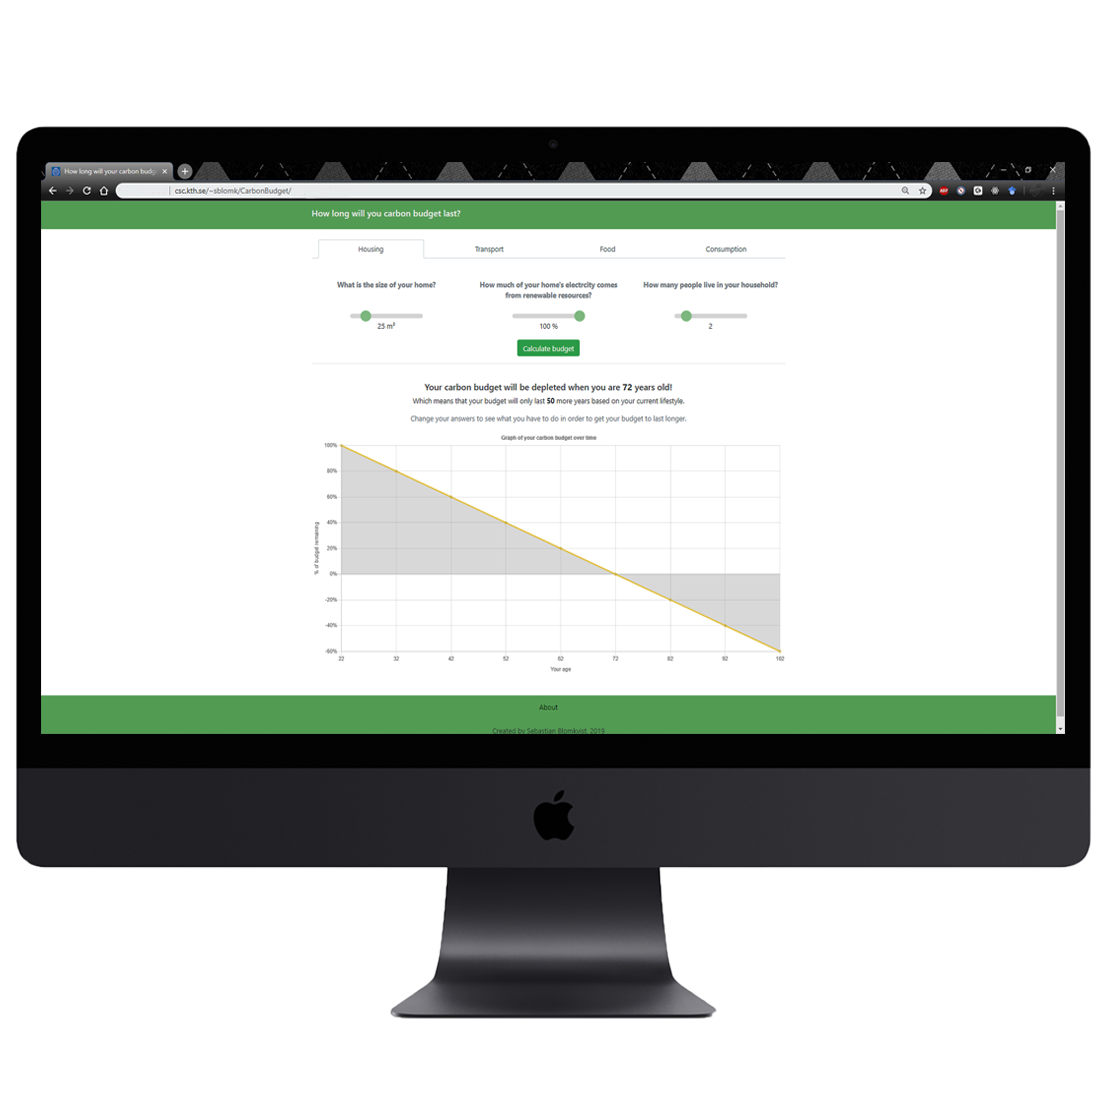 How long will your carbon budg
csc.kth.se/~sblomk/CarbonBudget/
How long will you carbon budget last?
Housing
Transport
Food
Consumption
What is the size of your home?
How much of your home's electrcity comes
from renewable resources?
How many people live in your household?
25 m²
100 %
2
Calculate budget
Your carbon budget will be depleted when you are 72 years old!
Which means that your budget will only last 50 more years based on your current lifestyle.
Change your answers to see what you have to do in order to get your budget to last longer.
Graph of your carbon budget over time
% of budget remaining
100%
80%
60%
40%
20%
0%
-20%
-40%
-60%
22
32
42
52
62
72
82
92
102
Your age
About
Created by Sebastian Blomkvist, 2019